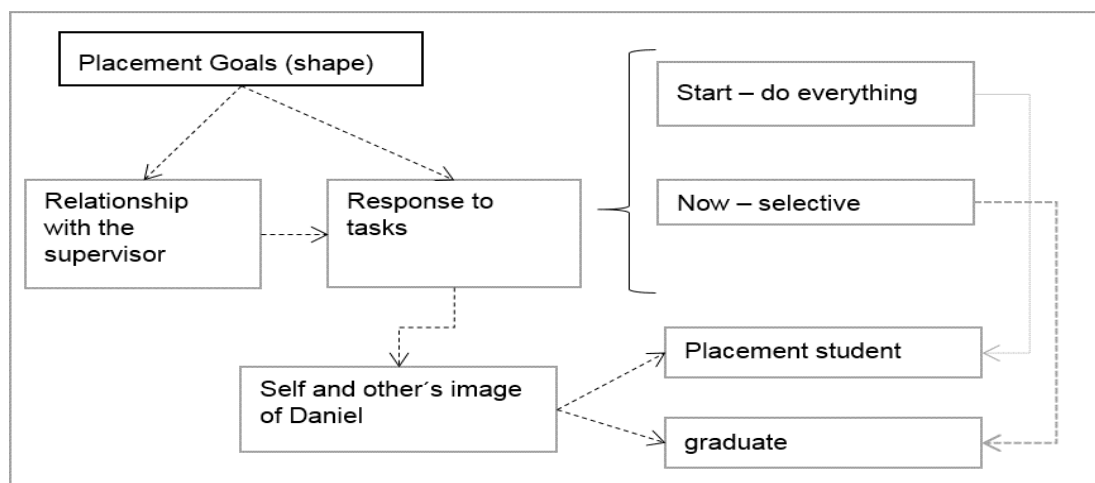 Placement Goals (shape)
Start – do everything
Relationship
with the
supervisor
Response to
tasks
Now – selective
Placement student
Self and other´s image
of Daniel
graduate